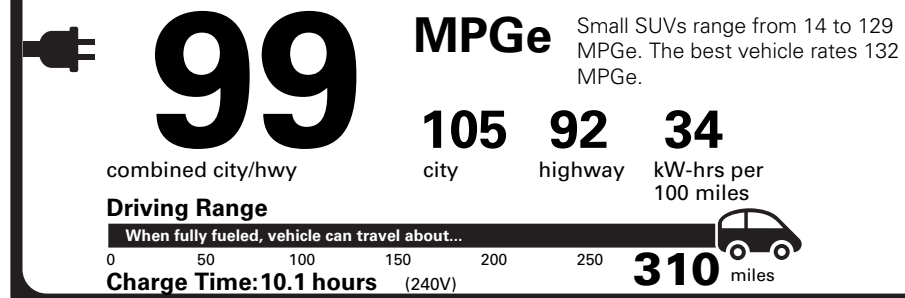 99 MPGe
Small SUVs range from 14 to 129
MPGe. The best vehicle rates 132
MPGe.
combined city/hwy
105 92 34
city highway kW-hrs per
100 miles
Driving Range
When fully fueled, vehicle can travel about...
0 50 100 150 200 250 310 miles
Charge Time: 10.1 hours (240V)